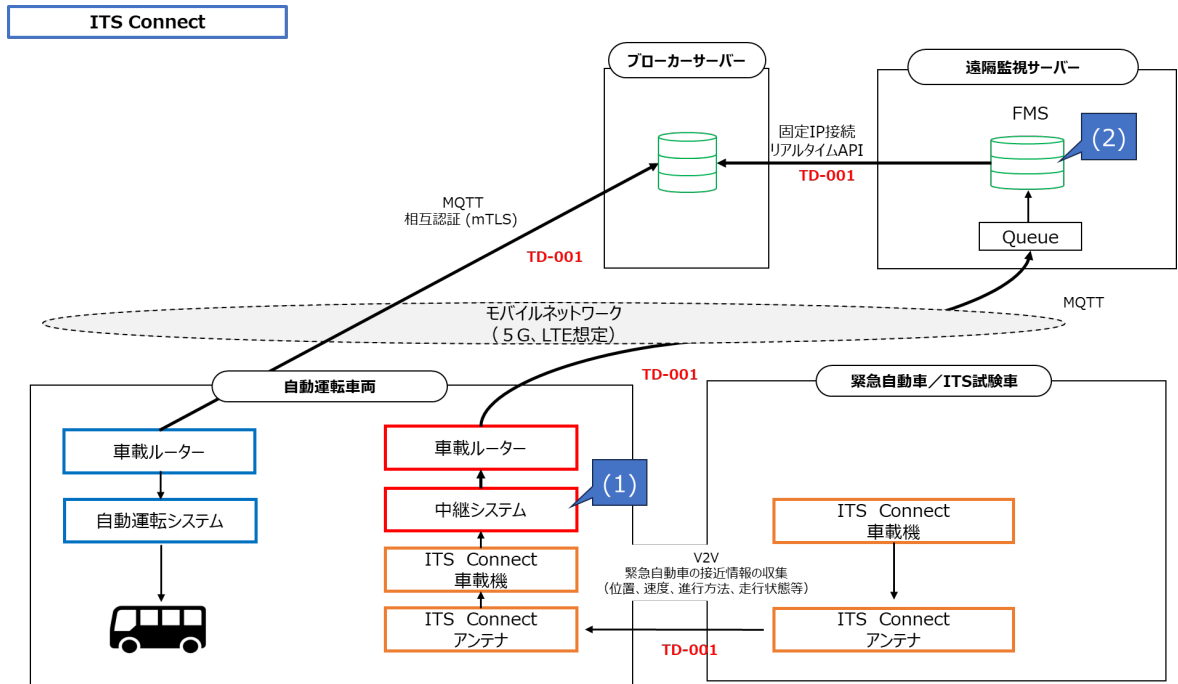 ITS Connect
ブローカーサーバー
遠隔監視サーバー
FMS
(2)
固定IP接続
リアルタイムAPI
TD-001
Queue
MQTT
相互認証 (mTLS)
TD-001
MQTT
モバイルネットワーク
(５G、LTE想定)
TD-001
自動運転車両
緊急自動車／ITS試験車
車載ルーター
自動運転システム
車載ルーター
中継システム
(1)
ITS Connect
車載機
ITS Connect
アンテナ
V2V
緊急自動車の接近情報の収集
(位置、速度、進行方法、走行状態等)
TD-001
ITS Connect
車載機
ITS Connect
アンテナ